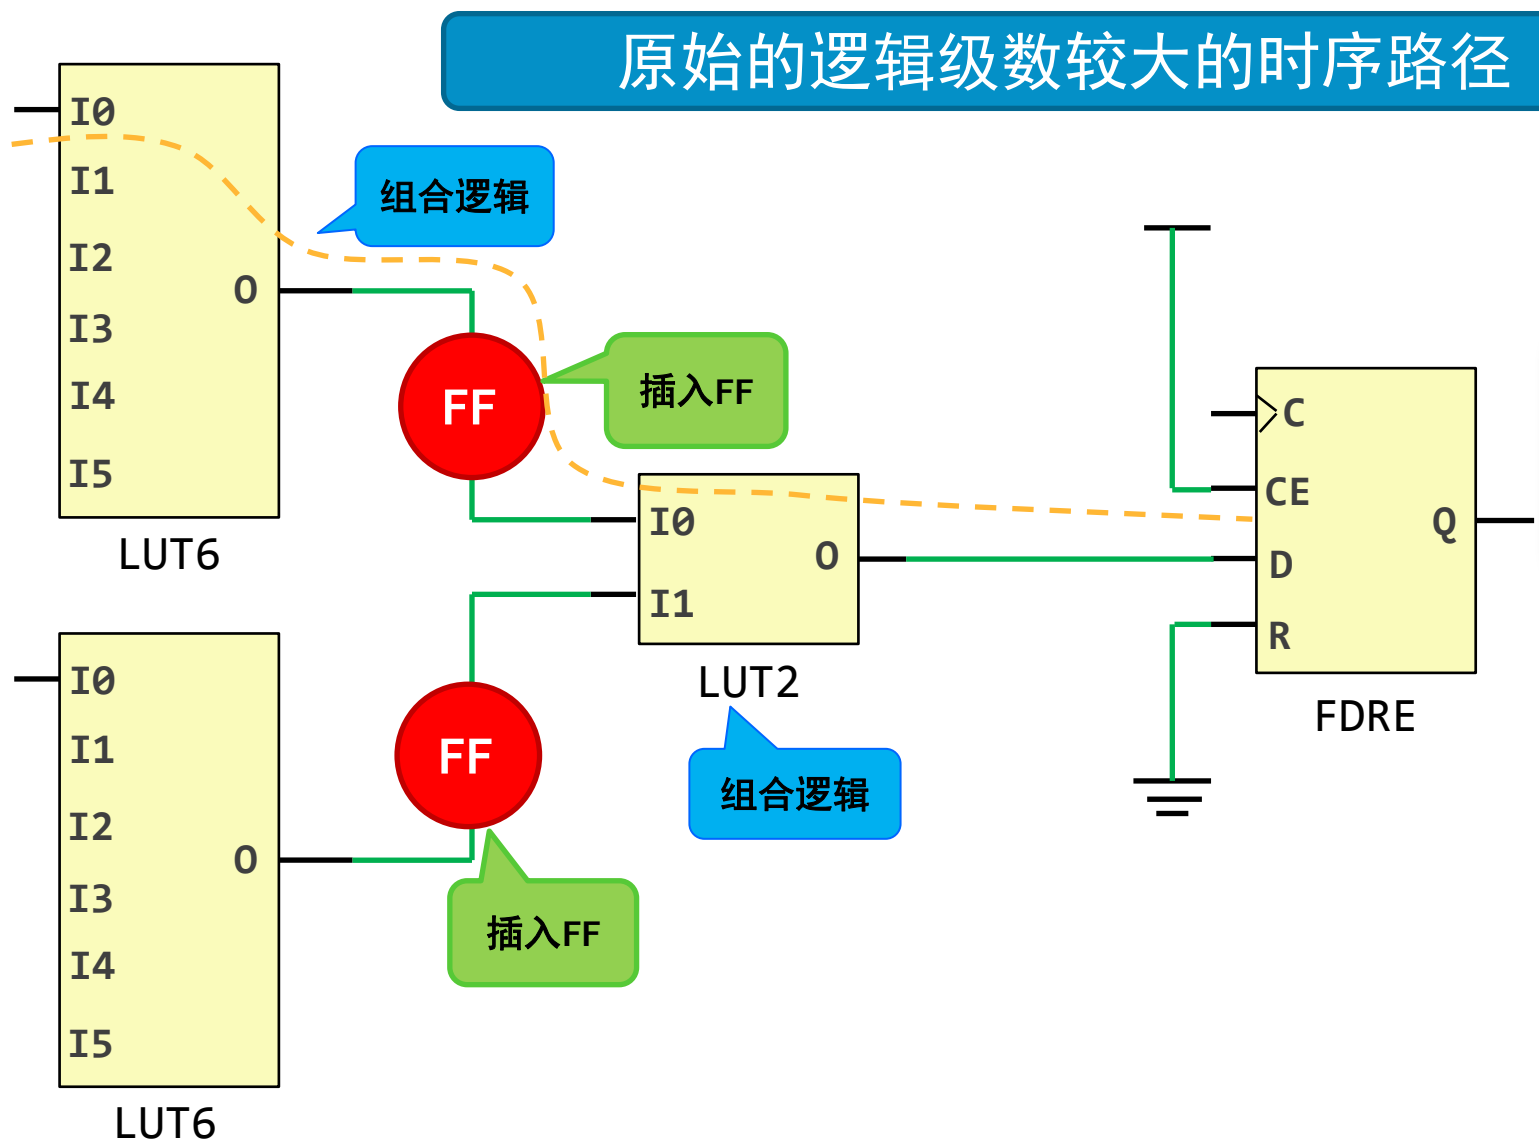 原始的逻辑级数较大的时序路径
I0
I1
I2
I3
I4
I5
O
LUT6
组合逻辑
FF
插入FF
I0
I1
O
LUT2
组合逻辑
C
CE
D
R
Q
FDRE
I0
I1
I2
I3
I4
I5
O
LUT6
FF
插入FF